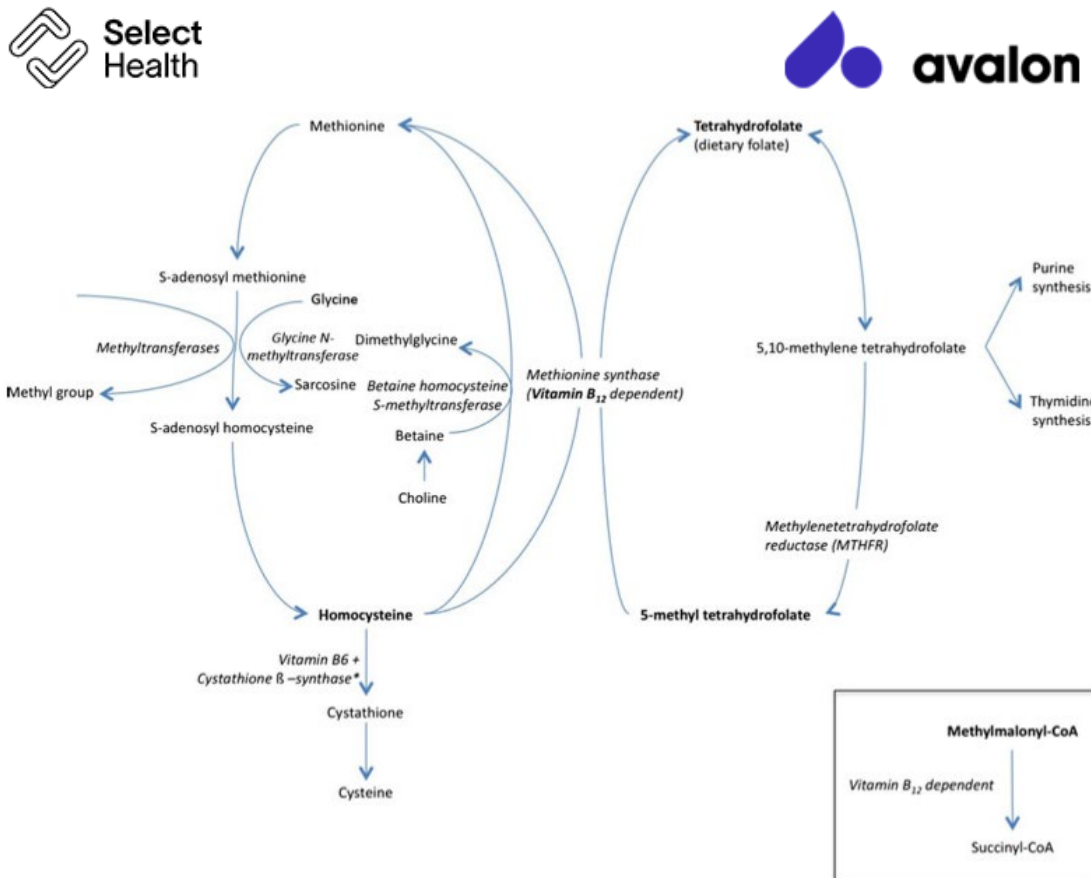 Select
Health
avalon
Methionine
Tetrahydrofolate
(dietary folate)
S-adenosyl methionine
Glycine
Purine
synthesis
Methyltransferases
Glycine N-
methyltransferase
Dimethylglycine
5,10-methylene tetrahydrofolate
Methyl group
Sarcosine
Betaine homocysteine
S-methyltransferase
Methionine synthase
(Vitamin B12 dependent)
Thymidine
synthesis
S-adenosyl homocysteine
Betaine
Choline
Methylenetetrahydrofolate
reductase (MTHFR)
Homocysteine
5-methyl tetrahydrofolate
Vitamin B6 +
Cystathione ß –synthase*
Cystathione
Cysteine
Methylmalonyl-CoA
Vitamin B12 dependent
Succinyl-CoA